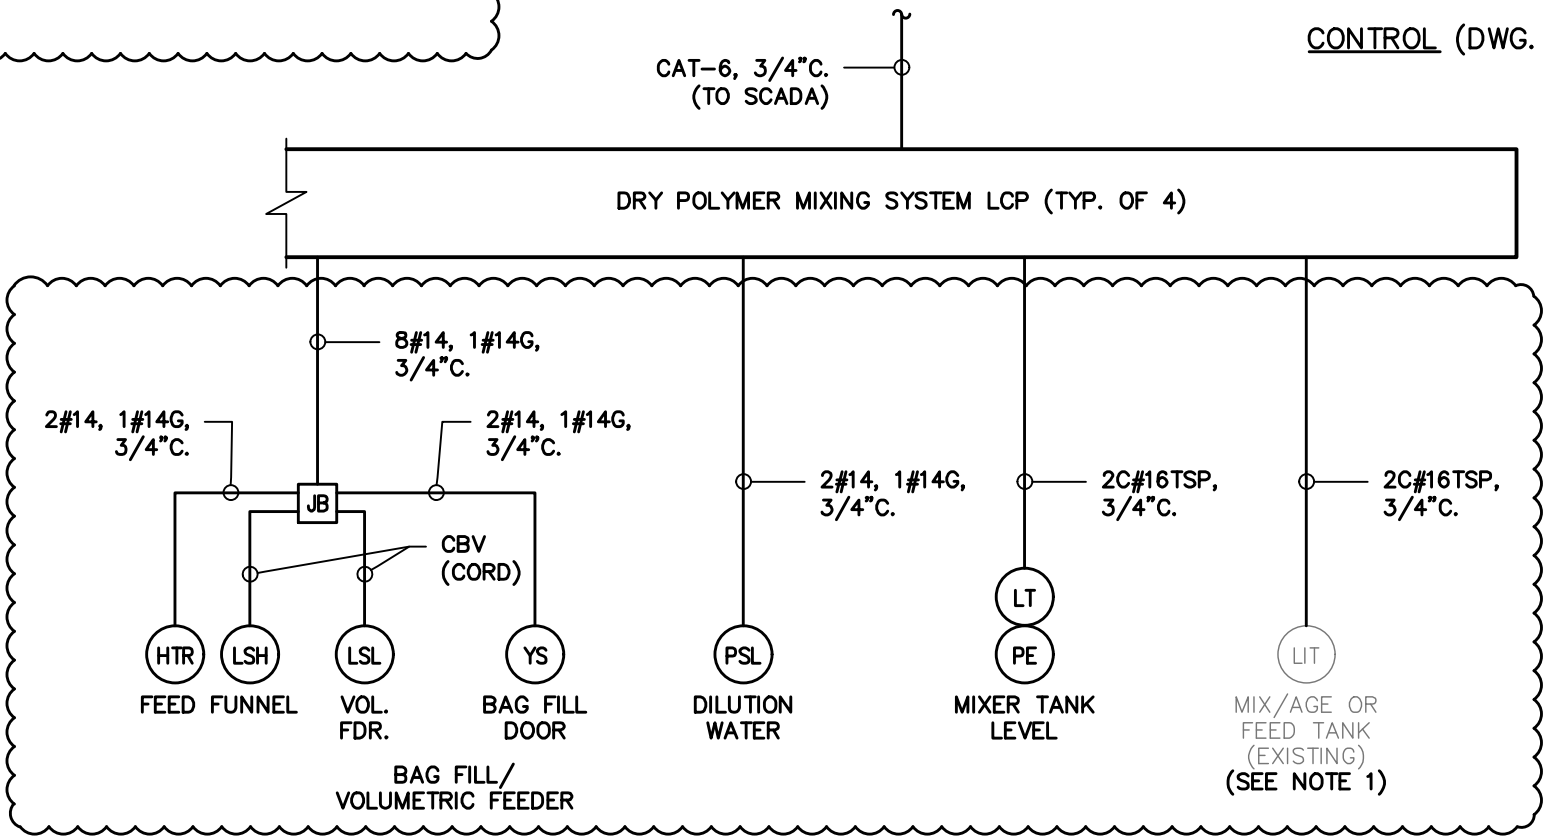 CONTROL (DWG.
CAT-6, 3/4"C.
(TO SCADA)
DRY POLYMER MIXING SYSTEM LCP (TYP. OF 4)
8#14, 1#14G,
3/4"C.
2#14, 1#14G,
3/4"C.
2#14, 1#14G,
3/4"C.
JB
CBV
(CORD)
2#14, 1#14G,
3/4"C.
2C#16TSP,
3/4"C.
2C#16TSP,
3/4"C.
HTR
LSH
FEED FUNNEL
LSL
VOL.
FDR.
YS
BAG FILL
DOOR
BAG FILL/
VOLUMETRIC FEEDER
PSL
DILUTION
WATER
LT
PE
MIXER TANK
LEVEL
LIT
MIX/AGE OR
FEED TANK
(EXISTING)
(SEE NOTE 1)